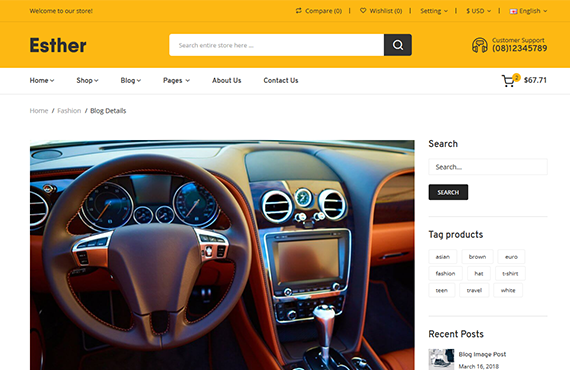 Welcome to our store!
Compare (0)
Wishlist (0)
Setting
$ USD
English
Esther
Search entire store here ...
Customer Support
(08)12345789
Home
Shop
Blog
Pages
About Us
Contact Us
2
$67.71
Home / Fashion / Blog Details
Search
Search...
SEARCH
Tag products
asian
brown
euro
fashion
hat
t-shirt
teen
travel
white
Recent Posts
Blog Image Post
March 16, 2018